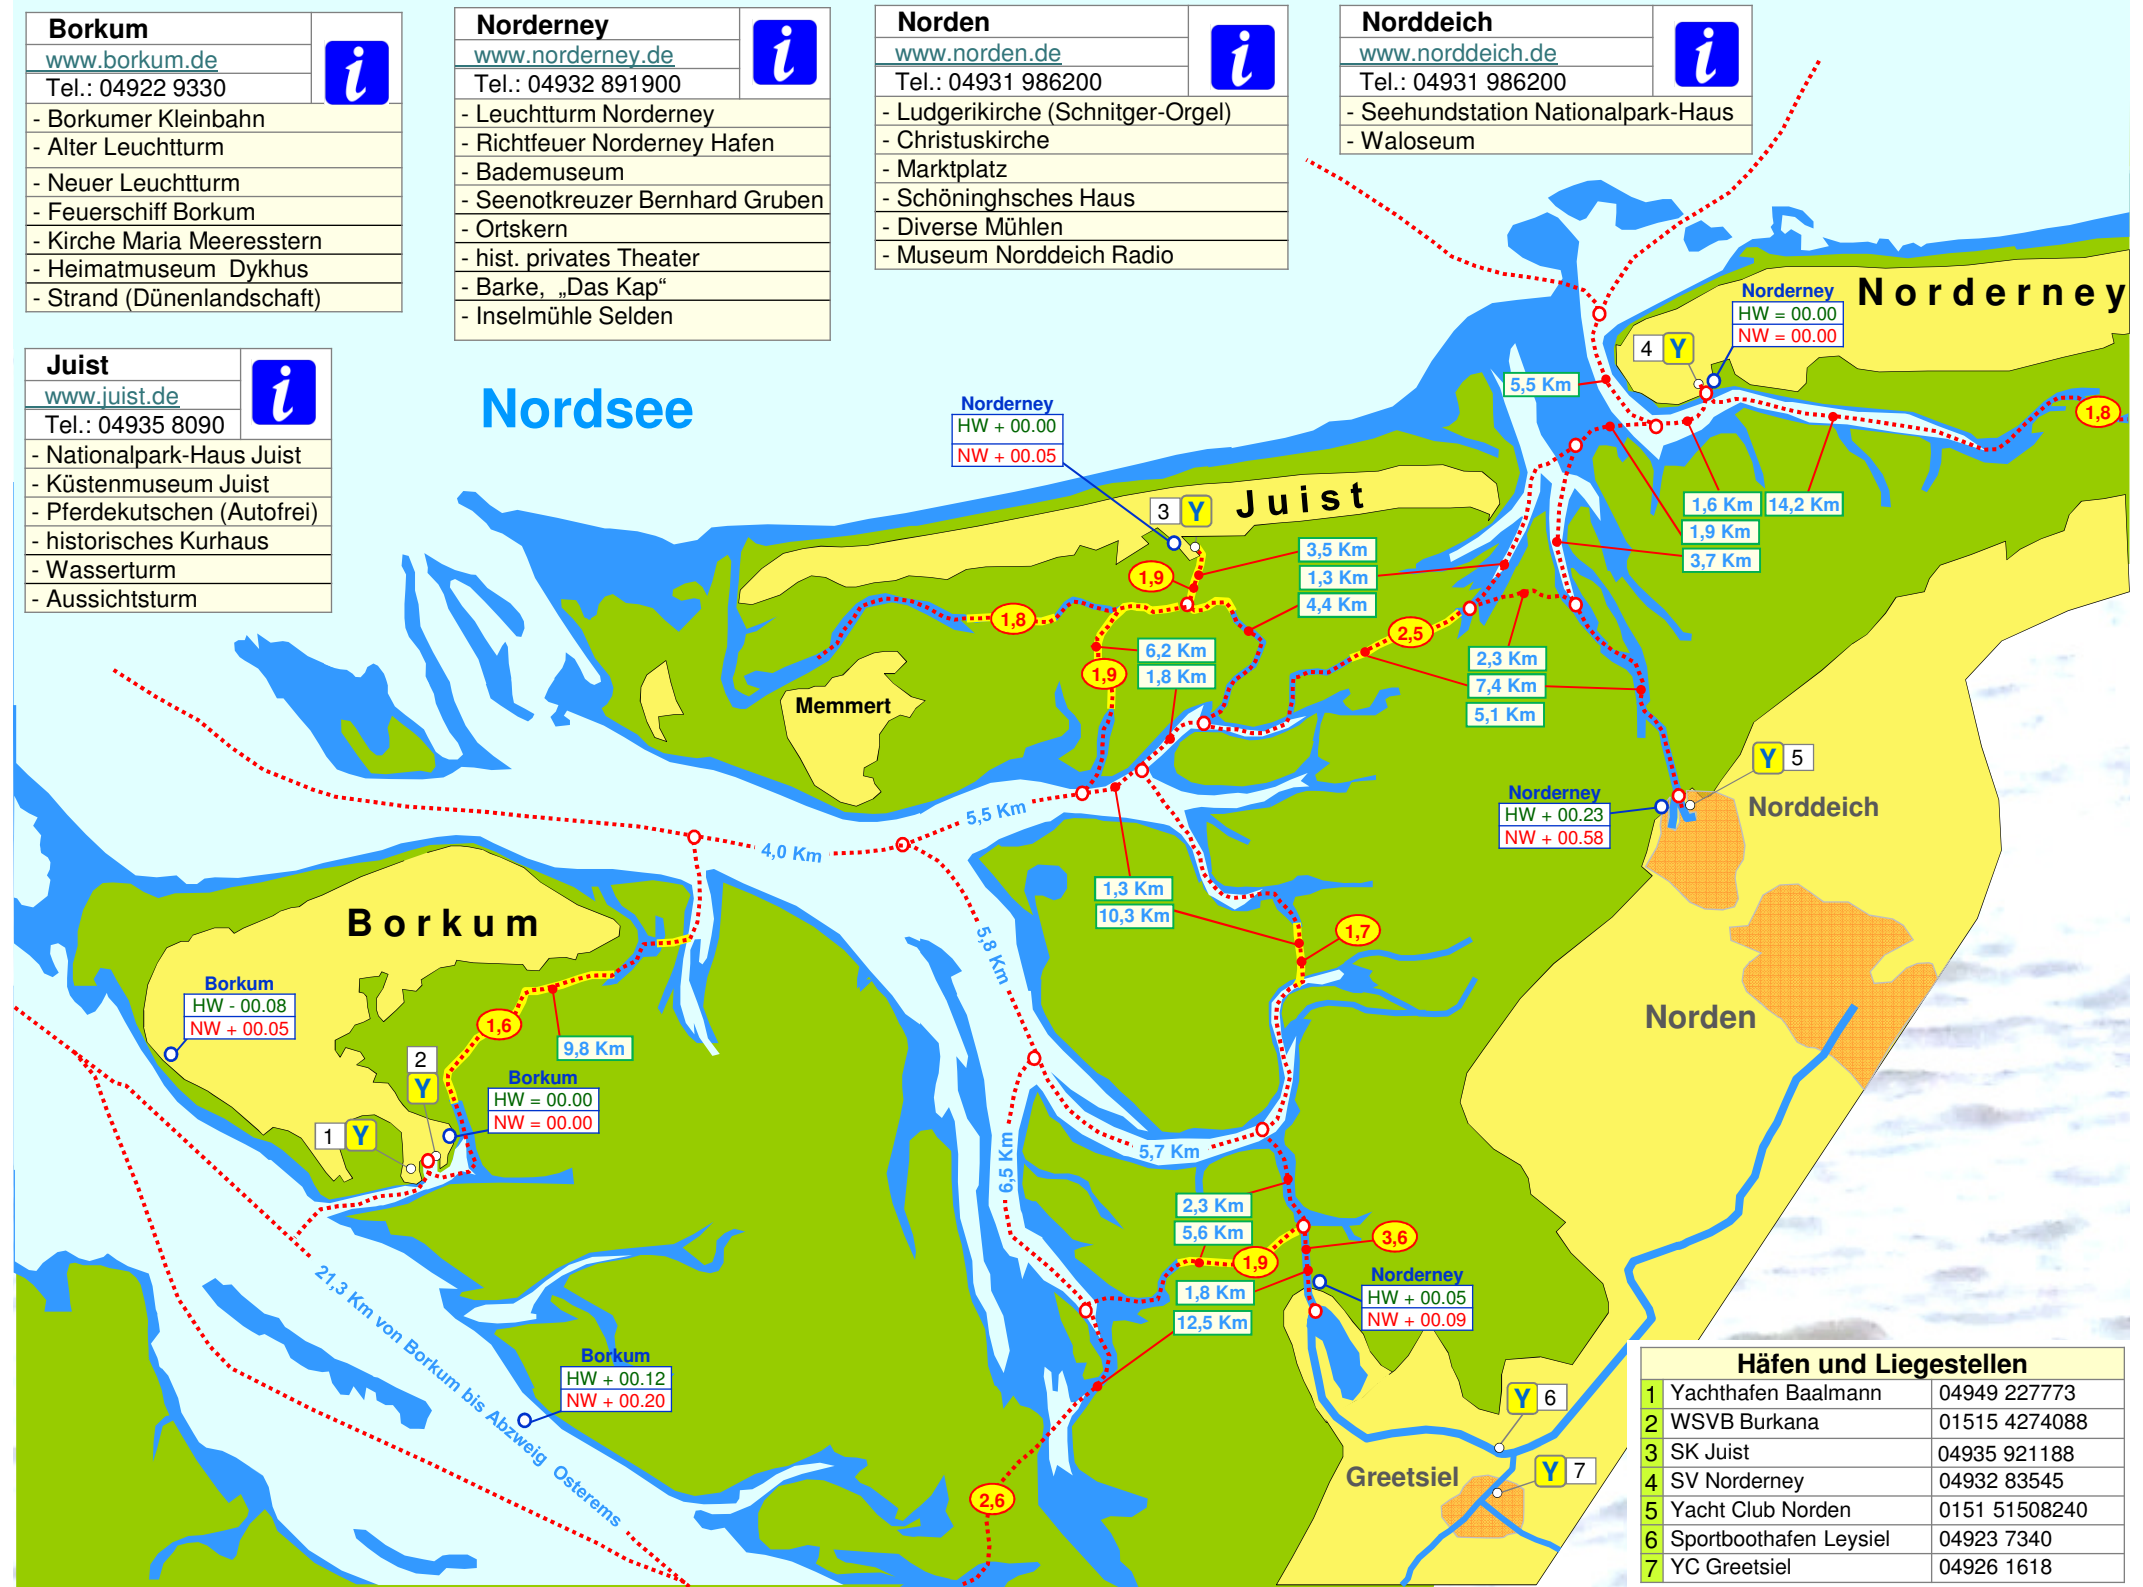 Borkum
www.borkum.de
Tel.: 04922 9330
i
- Borkumer Kleinbahn
- Alter Leuchtturm
- Neuer Leuchtturm
- Feuerschiff Borkum
- Kirche Maria Meeresstern
- Heimatmuseum Dykhus
- Strand (Dünenlandschaft)
Norderney
www.norderney.de
Tel.: 04932 891900
i
- Leuchtturm Norderney
- Richtfeuer Norderney Hafen
- Bademuseum
- Seenotkreuzer Bernhard Gruben
- Ortskern
- hist. privates Theater
- Barke, „Das Kap“
- Inselmühle Selden
Norden
www.norden.de
Tel.: 04931 986200
i
- Ludgerikirche (Schnitger-Orgel)
- Christuskirche
- Marktplatz
- Schöninghsches Haus
- Diverse Mühlen
- Museum Norddeich Radio
Norddeich
www.norddeich.de
Tel.: 04931 986200
i
- Seehundstation Nationalpark-Haus
- Waloseum
Juist
www.juist.de
Tel.: 04935 8090
i
- Nationalpark-Haus Juist
- Küstenmuseum Juist
- Pferdekutschen (Autofrei)
- historisches Kurhaus
- Wasserturm
- Aussichtsturm
Nordsee
Norderney
Norderney
HW = 00.00
NW = 00.00
4 Y
5,5 Km
1,8
1,6 Km
14,2 Km
1,9 Km
3,7 Km
Norderney
HW + 00.00
NW + 00.05
3 Y
Juist
3,5 Km
1,3 Km
4,4 Km
1,9
1,8
2,5
6,2 Km
1,8 Km
1,9
2,3 Km
7,4 Km
5,1 Km
Memmert
Y 5
Norddeich
Norderney
HW + 00.23
NW + 00.58
5,5 Km
4,0 Km
1,3 Km
10,3 Km
1,7
5,8 Km
Borkum
Borkum
HW - 00.08
NW + 00.05
1,6
9,8 Km
2
Y
Borkum
HW = 00.00
NW = 00.00
1 Y
Norden
6,5 Km
5,7 Km
2,3 Km
5,6 Km
1,9
3,6
1,8 Km
12,5 Km
Norderney
HW + 00.05
NW + 00.09
21,3 Km von Borkum bis Abzweig Osterems
Borkum
HW + 00.12
NW + 00.20
2,6
Y 6
Greetsiel
Y 7
Häfen und Liegestellen
1 Yachthafen Baalmann 04949 227773
2 WSVB Burkana 01515 4274088
3 SK Juist 04935 921188
4 SV Norderney 04932 83545
5 Yacht Club Norden 0151 51508240
6 Sportboothafen Leysiel 04923 7340
7 YC Greetsiel 04926 1618